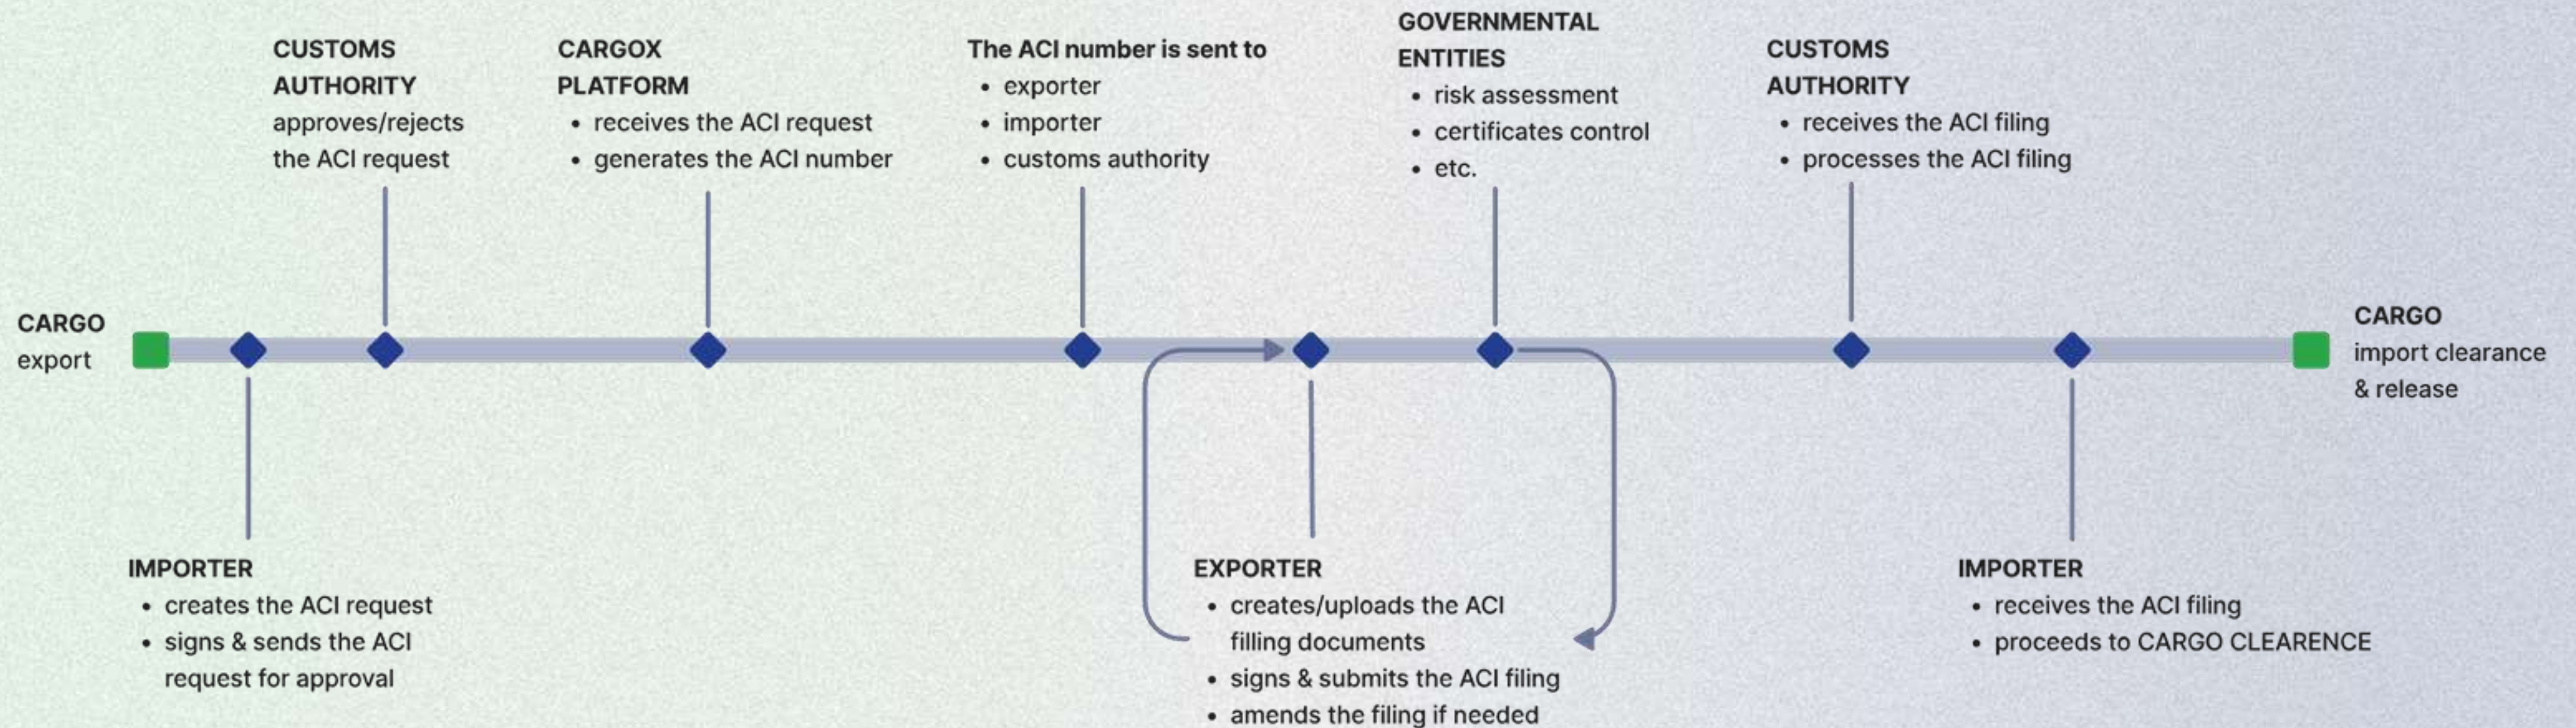 CARGO
export
IMPORTER
• creates the ACI request
• signs & sends the ACI
request for approval
CUSTOMS
AUTHORITY
approves/rejects
the ACI request
CARGOX
PLATFORM
• receives the ACI request
• generates the ACI number
The ACI number is sent to
• exporter
• importer
• customs authority
EXPORTER
• creates/uploads the ACI
filling documents
• signs & submits the ACI filing
• amends the filing if needed
GOVERNMENTAL
ENTITIES
• risk assessment
• certificates control
• etc.
CUSTOMS
AUTHORITY
• receives the ACI filing
• processes the ACI filing
IMPORTER
• receives the ACI filing
• proceeds to CARGO CLEARENCE
CARGO
import clearance
& release